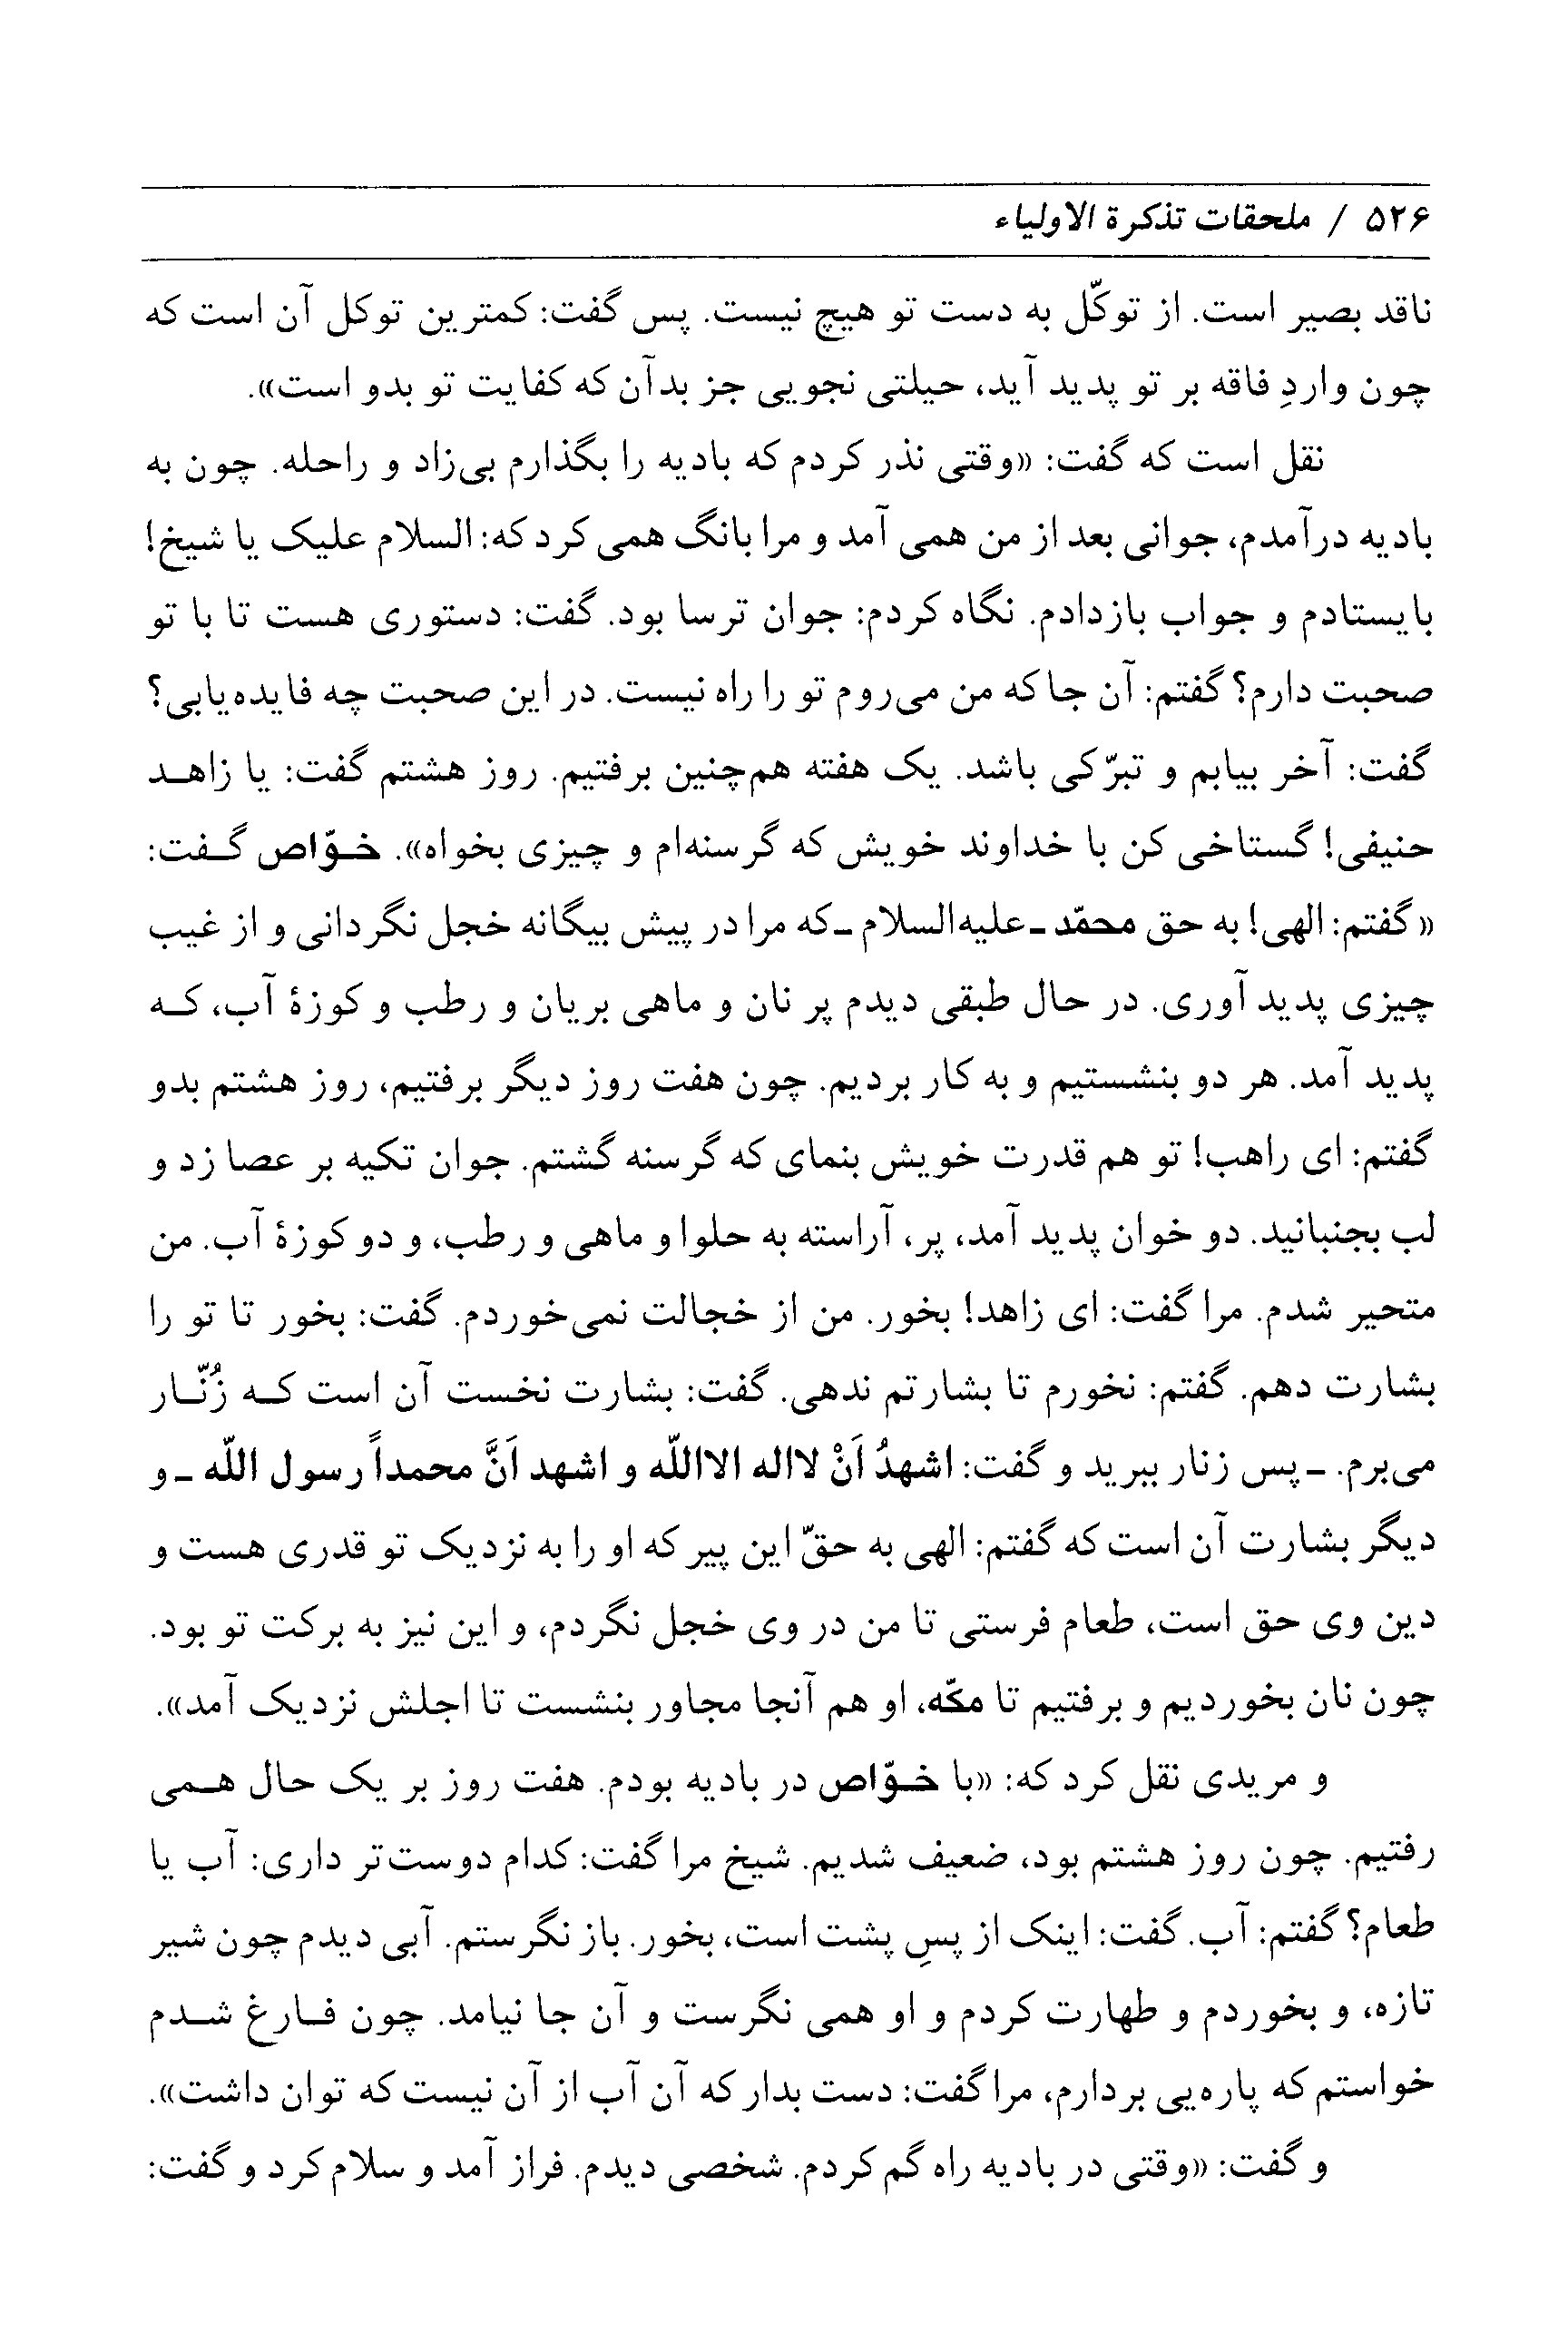 ۵۲۶ / ملحقات تذکرة الاولیاء
ناقد بصیر است. از توکّل به دست تو هیچ نیست. پس گفت: کمترین توکل آن است که
چون واردِ فاقه بر تو پدید آید، حیلتی نجویی جز بدآن که کفایت تو بدو است».
نقل است که گفت: «وقتی نذر کردم که بادیه را بگذارم بی‌زاد و راحله. چون به
بادیه درآمدم، جوانی بعد از من همی آمد و مرا بانگ همی کرد که: السلام علیک یا شیخ!
بایستادم و جواب بازدادم. نگاه کردم: جوان ترسا بود. گفت: دستوری هست تا با تو
صحبت دارم؟ گفتم: آن جا که من می‌روم تو را راه نیست. در این صحبت چه فایده‌یابی؟
گفت: آخر بیابم و تبرّکی باشد. یک هفته هم‌چنین برفتیم. روز هشتم گفت: یا زاهد
حنیفی! گستاخی کن با خداوند خویش که گرسنه‌ام و چیزی بخواه». خوّاص گفت:
«گفتم: الهی! به حق محمّد ـ علیه‌السلام ـ که مرا در پیش بیگانه خجل نگردانی و از غیب
چیزی پدید آوری. در حال طبقی دیدم پر نان و ماهی بریان و رطب و کوزهٔ آب، که
پدید آمد. هر دو بنشستیم و به کار بردیم. چون هفت روز دیگر برفتیم، روز هشتم بدو
گفتم: ای راهب! تو هم قدرت خویش بنمای که گرسنه گشتم. جوان تکیه بر عصا زد و
لب بجنبانید. دو خوان پدید آمد، پر، آراسته به حلوا و ماهی و رطب، و دو کوزهٔ آب. من
متحیر شدم. مرا گفت: ای زاهد! بخور. من از خجالت نمی‌خوردم. گفت: بخور تا تو را
بشارت دهم. گفتم: نخورم تا بشارتم ندهی. گفت: بشارت نخست آن است که زُنّار
می‌برم. ـ پس زنار ببرید و گفت: اشهدُ اَنْ لااله الااللّه و اشهد اَنَّ محمداً رسول اللّه ـ و
دیگر بشارت آن است که گفتم: الهی به حقّ این پیر که او را به نزدیک تو قدری هست و
دین وی حق است، طعام فرستی تا من در وی خجل نگردم، و این نیز به برکت تو بود.
چون نان بخوردیم و برفتیم تا مکّه، او هم آنجا مجاور بنشست تا اجلش نزدیک آمد».
و مریدی نقل کرد که: «با خوّاص در بادیه بودم. هفت روز بر یک حال همی
رفتیم. چون روز هشتم بود، ضعیف شدیم. شیخ مرا گفت: کدام دوست‌تر داری: آب یا
طعام؟ گفتم: آب. گفت: اینک از پسِ پشت است، بخور. باز نگرستم. آبی دیدم چون شیر
تازه، و بخوردم و طهارت کردم و او همی نگرست و آن جا نیامد. چون فارغ شدم
خواستم که پاره‌یی بردارم، مرا گفت: دست بدار که آن آب از آن نیست که توان داشت».
و گفت: «وقتی در بادیه راه گم کردم. شخصی دیدم. فراز آمد و سلام کرد و گفت: